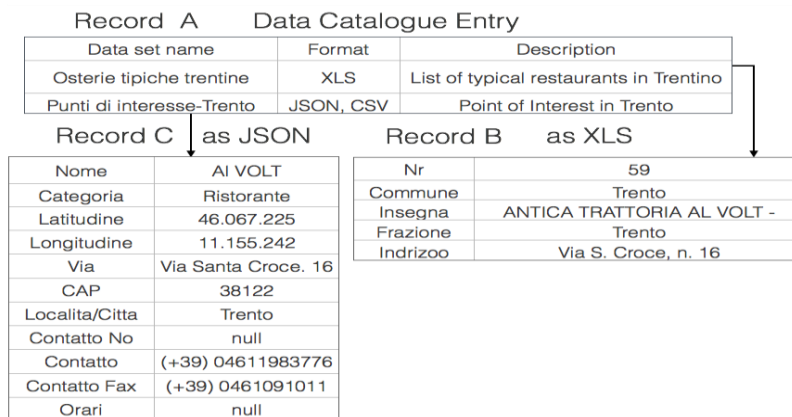 Record A Data Catalogue Entry
Data set name Format Description
Osterie tipiche trentine XLS List of typical restaurants in Trentino
Punti di interesse-Trento JSON, CSV Point of Interest in Trento
Record C as JSON
Nome Al VOLT
Categoria Ristorante
Latitudine 46.067.225
Longitudine 11.155.242
Via Via Santa Croce. 16
CAP 38122
Localita/Citta Trento
Contatto No null
Contatto (+39) 04611983776
Contatto Fax (+39) 0461091011
Orari null
Record B as XLS
Nr 59
Commune Trento
Insegna ANTICA TRATTORIA AL VOLT -
Frazione Trento
Indrizoo Via S. Croce, n. 16